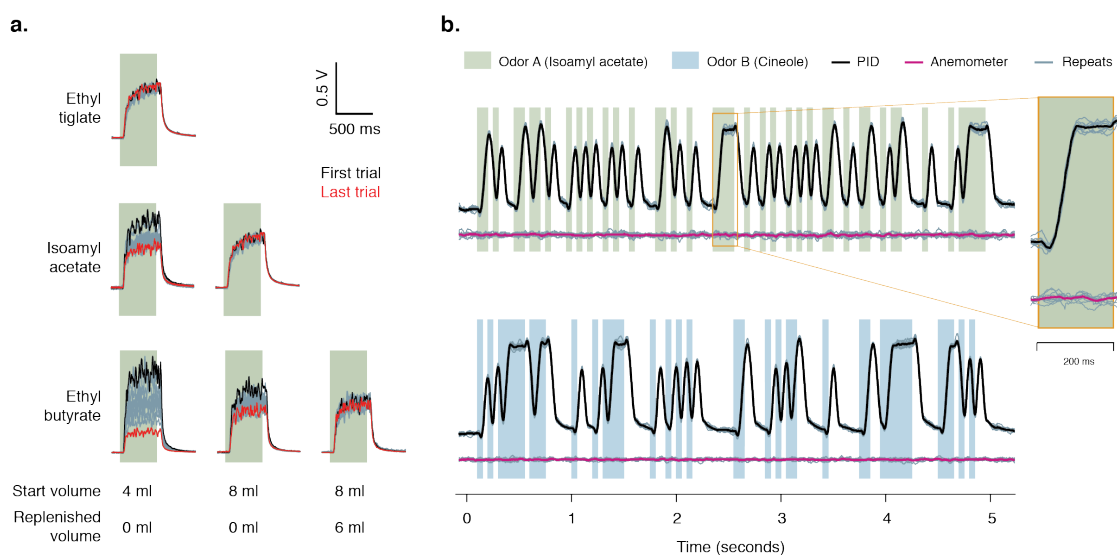 a.
Ethyl
tiglate
0.5 V
500 ms
First trial
Last trial
Isoamyl
acetate
Ethyl
butyrate
Start volume 4 ml 8 ml 8 ml
Replenished
volume
0 ml 0 ml 6 ml
b.
Odor A (Isoamyl acetate) Odor B (Cineole) PID Anemometer Repeats
200 ms
0 1 2 3 4 5
Time (seconds)